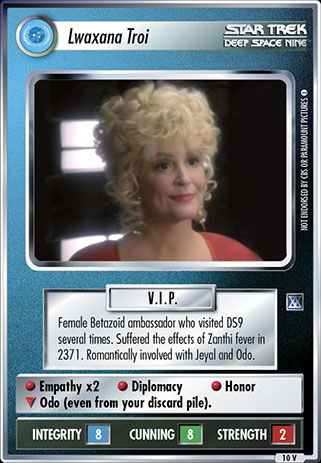 Lwaxana Troi
STAR TREK
DEEP SPACE NINE
NOT ENDORSED BY CBS OR PARAMOUNT PICTURES
V.I.P.
Female Betazoid ambassador who visited DS9
several times. Suffered the effects of Zanthi fever in
2371. Romantically involved with Jeyal and Odo.
Empathy x2 Diplomacy Honor
Odo (even from your discard pile).
INTEGRITY 8 CUNNING 8 STRENGTH 2
10 V